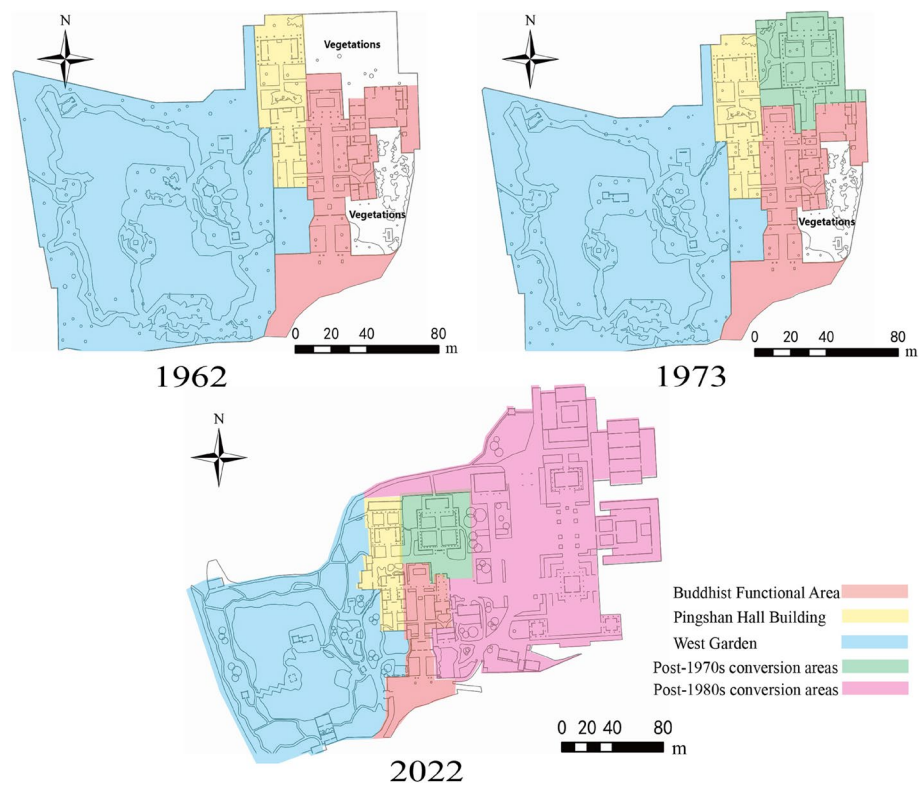 N
Vegetations
Vegetations
0 20 40 80
m
1962
N
Vegetations
0 20 40 80
m
1973
N
Buddhist Functional Area
Pingshan Hall Building
West Garden
Post-1970s conversion areas
Post-1980s conversion areas
0 20 40 80
m
2022